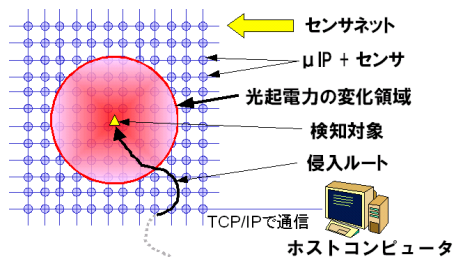 センサネット
μIP + センサ
光起電力の変化領域
検知対象
侵入ルート
TCP/IPで通信
ホストコンピュータ